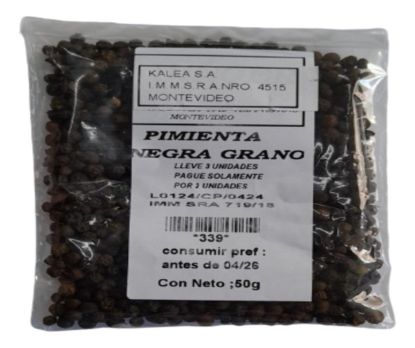 KALEA S.A
I.M M S.R.A.NRO 4515
MONTEVIDEO
MONTEVIDEO
PIMIENTA
NEGRA GRANO
LLEVE 3 UNIDADES
PAGUE SOLAMENTE
POR 2 UNIDADES
L0124/CP/0424
IMM SRA 719/18
*339*
consumir pref :
antes de 04/26
Con Neto ;50g